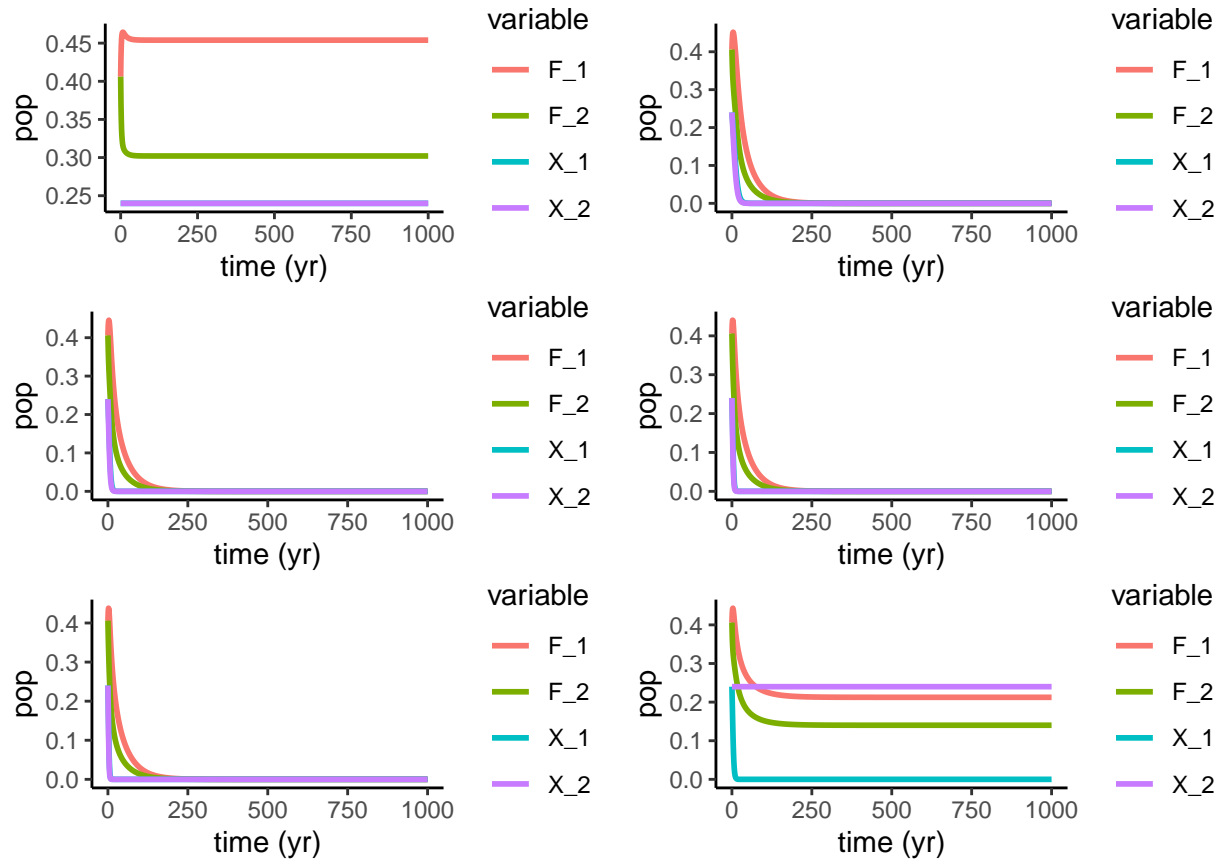 variable
0.45
0.40
0.35
0.30
0.25
pop
0
250
500
750
1000
time (yr)
F_1
F_2
X_1
X_2
variable
0.4
0.3
0.2
0.1
0.0
pop
0
250
500
750
1000
time (yr)
F_1
F_2
X_1
X_2
variable
0.4
0.3
0.2
0.1
0.0
pop
0
250
500
750
1000
time (yr)
F_1
F_2
X_1
X_2
variable
0.4
0.3
0.2
0.1
0.0
pop
0
250
500
750
1000
time (yr)
F_1
F_2
X_1
X_2
variable
0.4
0.3
0.2
0.1
0.0
pop
0
250
500
750
1000
time (yr)
F_1
F_2
X_1
X_2
variable
0.4
0.3
0.2
0.1
0.0
pop
0
250
500
750
1000
time (yr)
F_1
F_2
X_1
X_2